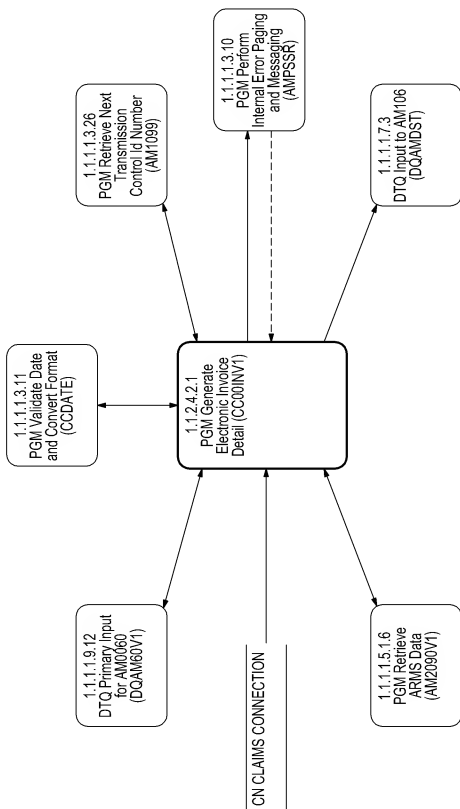 1.1.1.1.3.11
PGM Validate Date
and Convert Format
(CCDATE)
1.1.1.1.3.26
PGM Retrieve Next
Transmission
Control Id Number
(AM1099)
1.1.1.1.9.12
DTQ Primary Input
for AM0060
(DQAM60V1)
1.1.2.4.2.1
PGM Generate
Electronic Invoice
Detail (CC00INV1)
1.1.1.1.3.10
PGM Perform
Internal Error Paging
and Messaging
(AMPSSR)
CN CLAIMS CONNECTION
1.1.1.1.5.1.6
PGM Retrieve
ARMS Data
(AM2090V1)
1.1.1.1.7.3
DTQ Input to AM106
(DQAMDST)